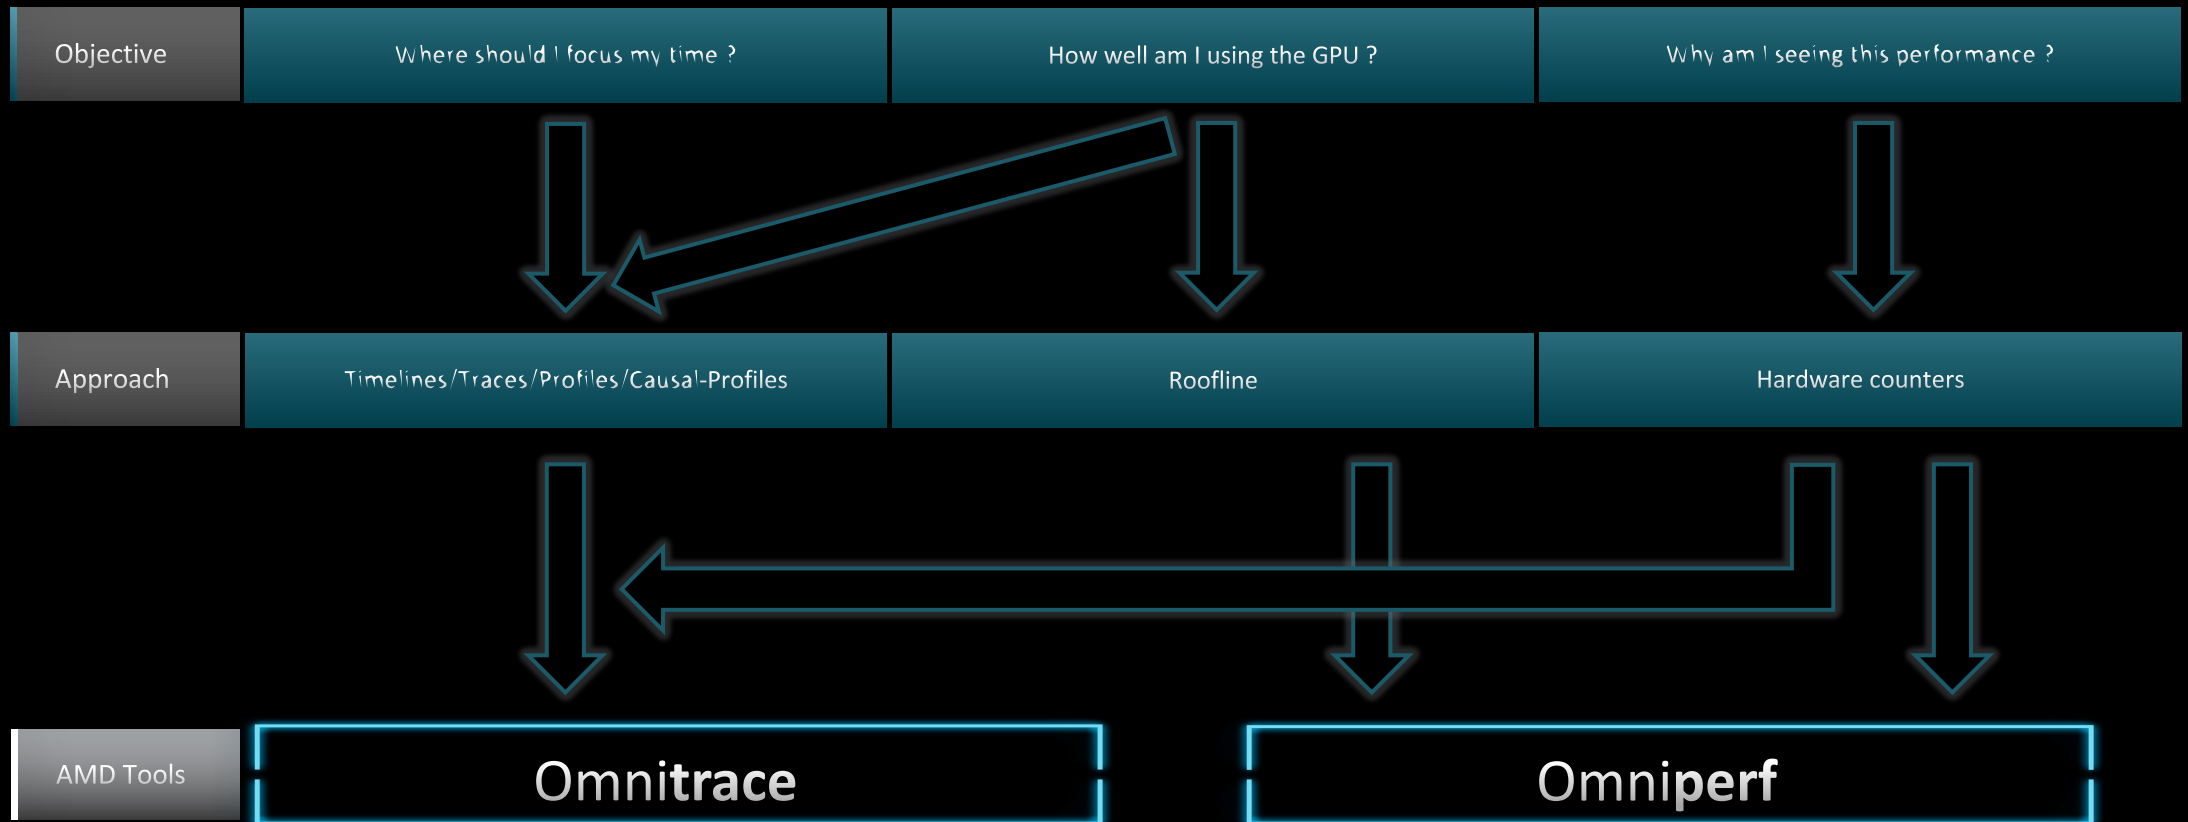 Objective
Where should I focus my time ?
How well am I using the GPU ?
Why am I seeing this performance ?
Approach
Timelines/Traces/Profiles/Causal-Profiles
Roofline
Hardware counters
AMD Tools
Omnitrace
Omniperf